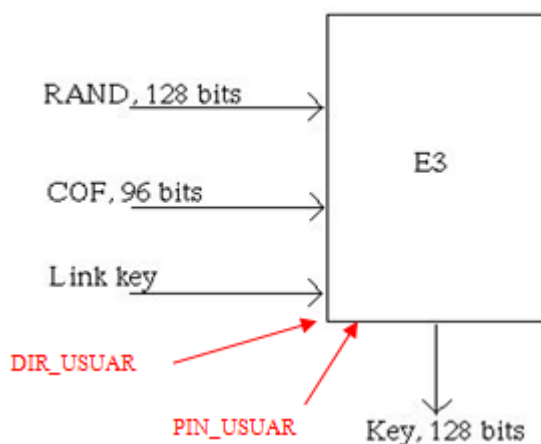 RAND, 128 bits
E3
COF, 96 bits
Link key
DIR_USUAR
PIN_USUAR
Key, 128 bits